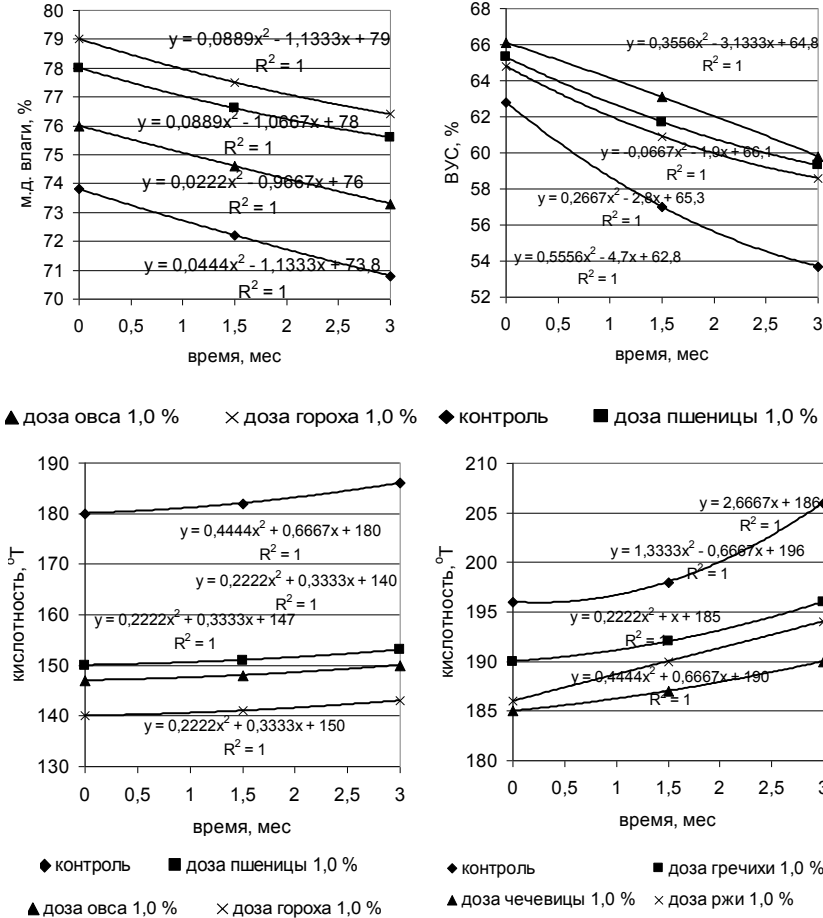 79
78
77
76
75
74
73
72
71
70
м.д. влаги, %
y = 0,0889x² - 1,1333x + 79
R² = 1
y = 0,0889x² - 1,0667x + 78
R² = 1
y = 0,0222x² - 0,9667x + 76
R² = 1
y = 0,0444x² - 1,1333x + 73,8
R² = 1
0 0,5 1 1,5 2 2,5 3
время, мес
68
66
64
62
60
58
56
54
52
ВУС, %
y = 0,3556x² - 3,1333x + 64,8
R² = 1
y = -0,0667x² - 1,9x + 66,1
R² = 1
y = 0,2667x² - 2,8x + 65,3
R² = 1
y = 0,5556x² - 4,7x + 62,8
R² = 1
0 0,5 1 1,5 2 2,5 3
время, мес
доза овса 1,0 % доза гороха 1,0 % контроль доза пшеницы 1,0 %
190
180
170
160
150
140
130
кислотность, °Т
y = 0,4444x² + 0,6667x + 180
R² = 1
y = 0,2222x² + 0,3333x + 140
R² = 1
y = 0,2222x² + 0,3333x + 147
R² = 1
y = 0,2222x² + 0,3333x + 150
R² = 1
0 0,5 1 1,5 2 2,5 3
время, мес
контроль доза пшеницы 1,0 %
доза овса 1,0 % доза гороха 1,0 %
210
205
200
195
190
185
180
кислотность, °Т
y = 2,6667x + 186
R² = 1
y = 1,3333x² - 0,6667x + 196
R² = 1
y = 0,2222x² + x + 185
R² = 1
y = 0,4444x² + 0,6667x + 190
R² = 1
0 0,5 1 1,5 2 2,5 3
время, мес
контроль доза гречихи 1,0 %
доза чечевицы 1,0 % доза ржи 1,0 %